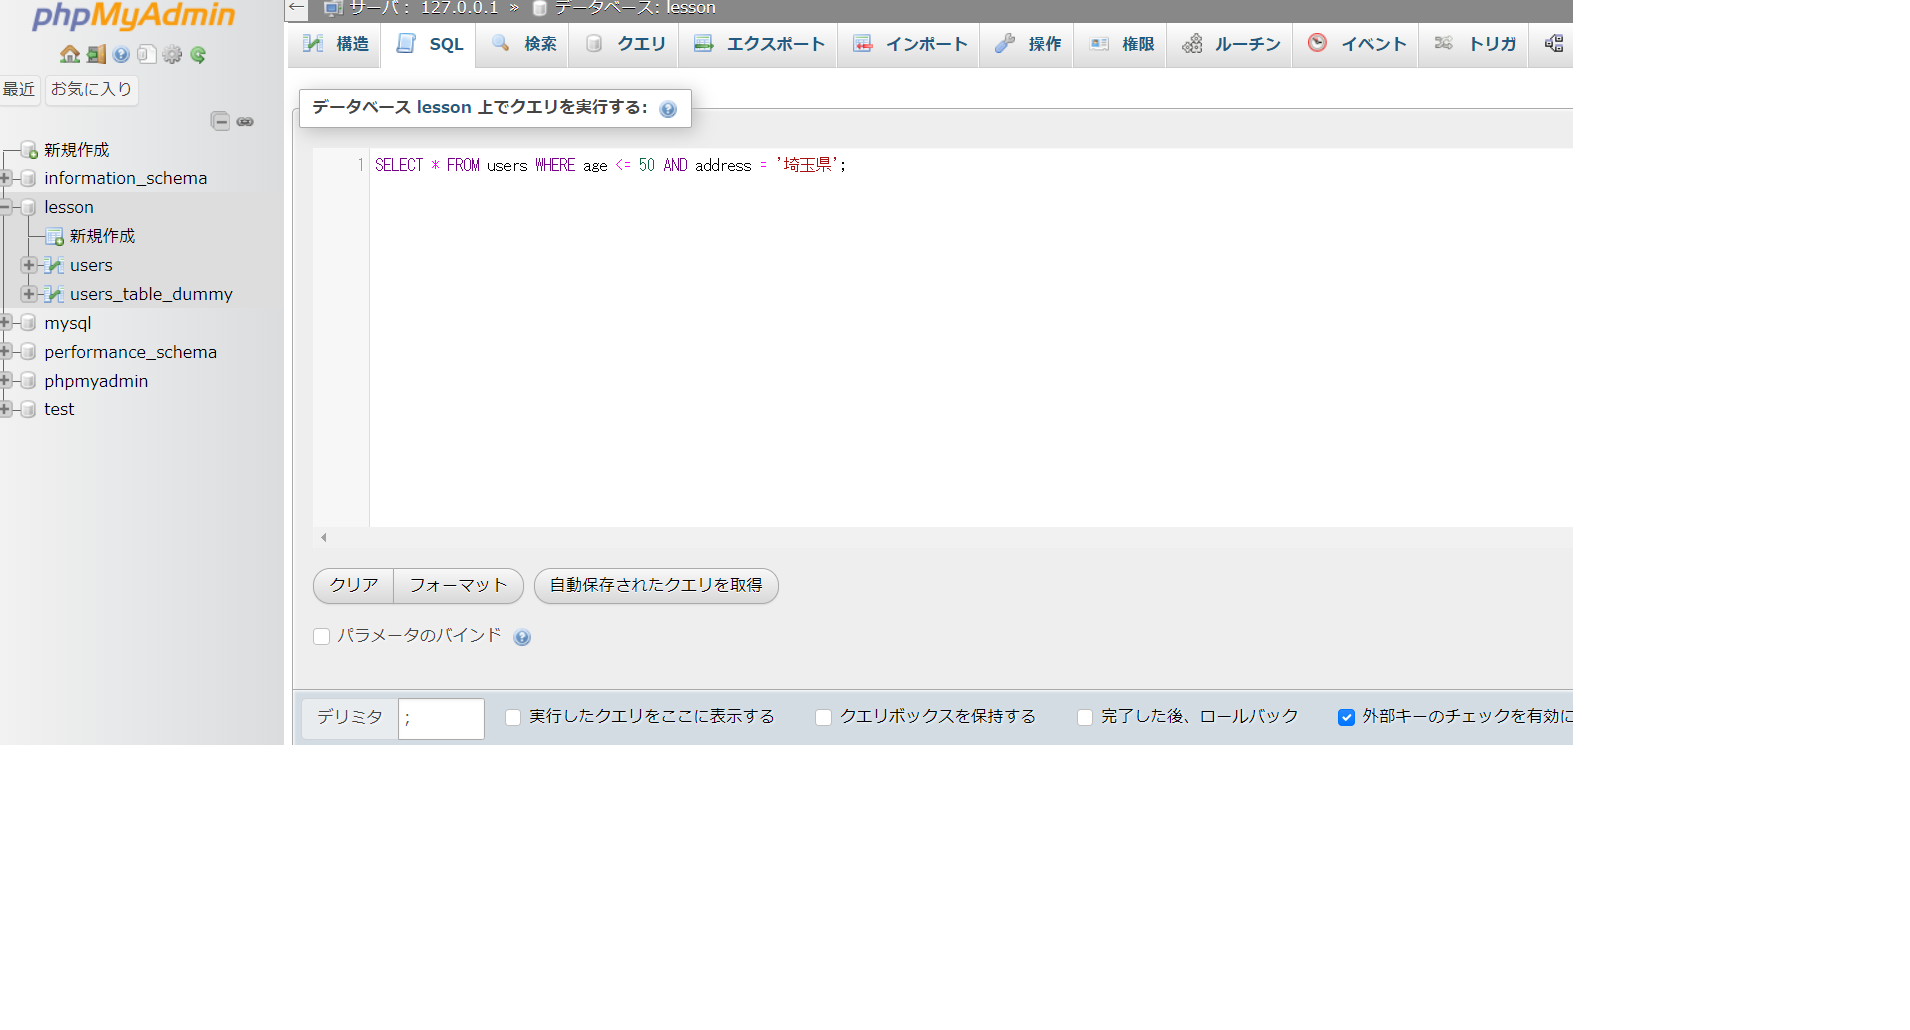 phpMyAdmin
最近 お気に入り
新規作成
information_schema
lesson
新規作成
users
users_table_dummy
mysql
performance_schema
phpmyadmin
test
← サーバ: 127.0.0.1 » データベース: lesson
構造 SQL 検索 クエリ エクスポート インポート 操作 権限 ルーチン イベント トリガ
データベース lesson 上でクエリを実行する:
1 SELECT * FROM users WHERE age <= 50 AND address = '埼玉県';
クリア フォーマット 自動保存されたクエリを取得
パラメータのバインド
デリミタ ; 実行したクエリをここに表示する クエリボックスを保持する 完了した後、ロールバック 外部キーのチェックを有効に